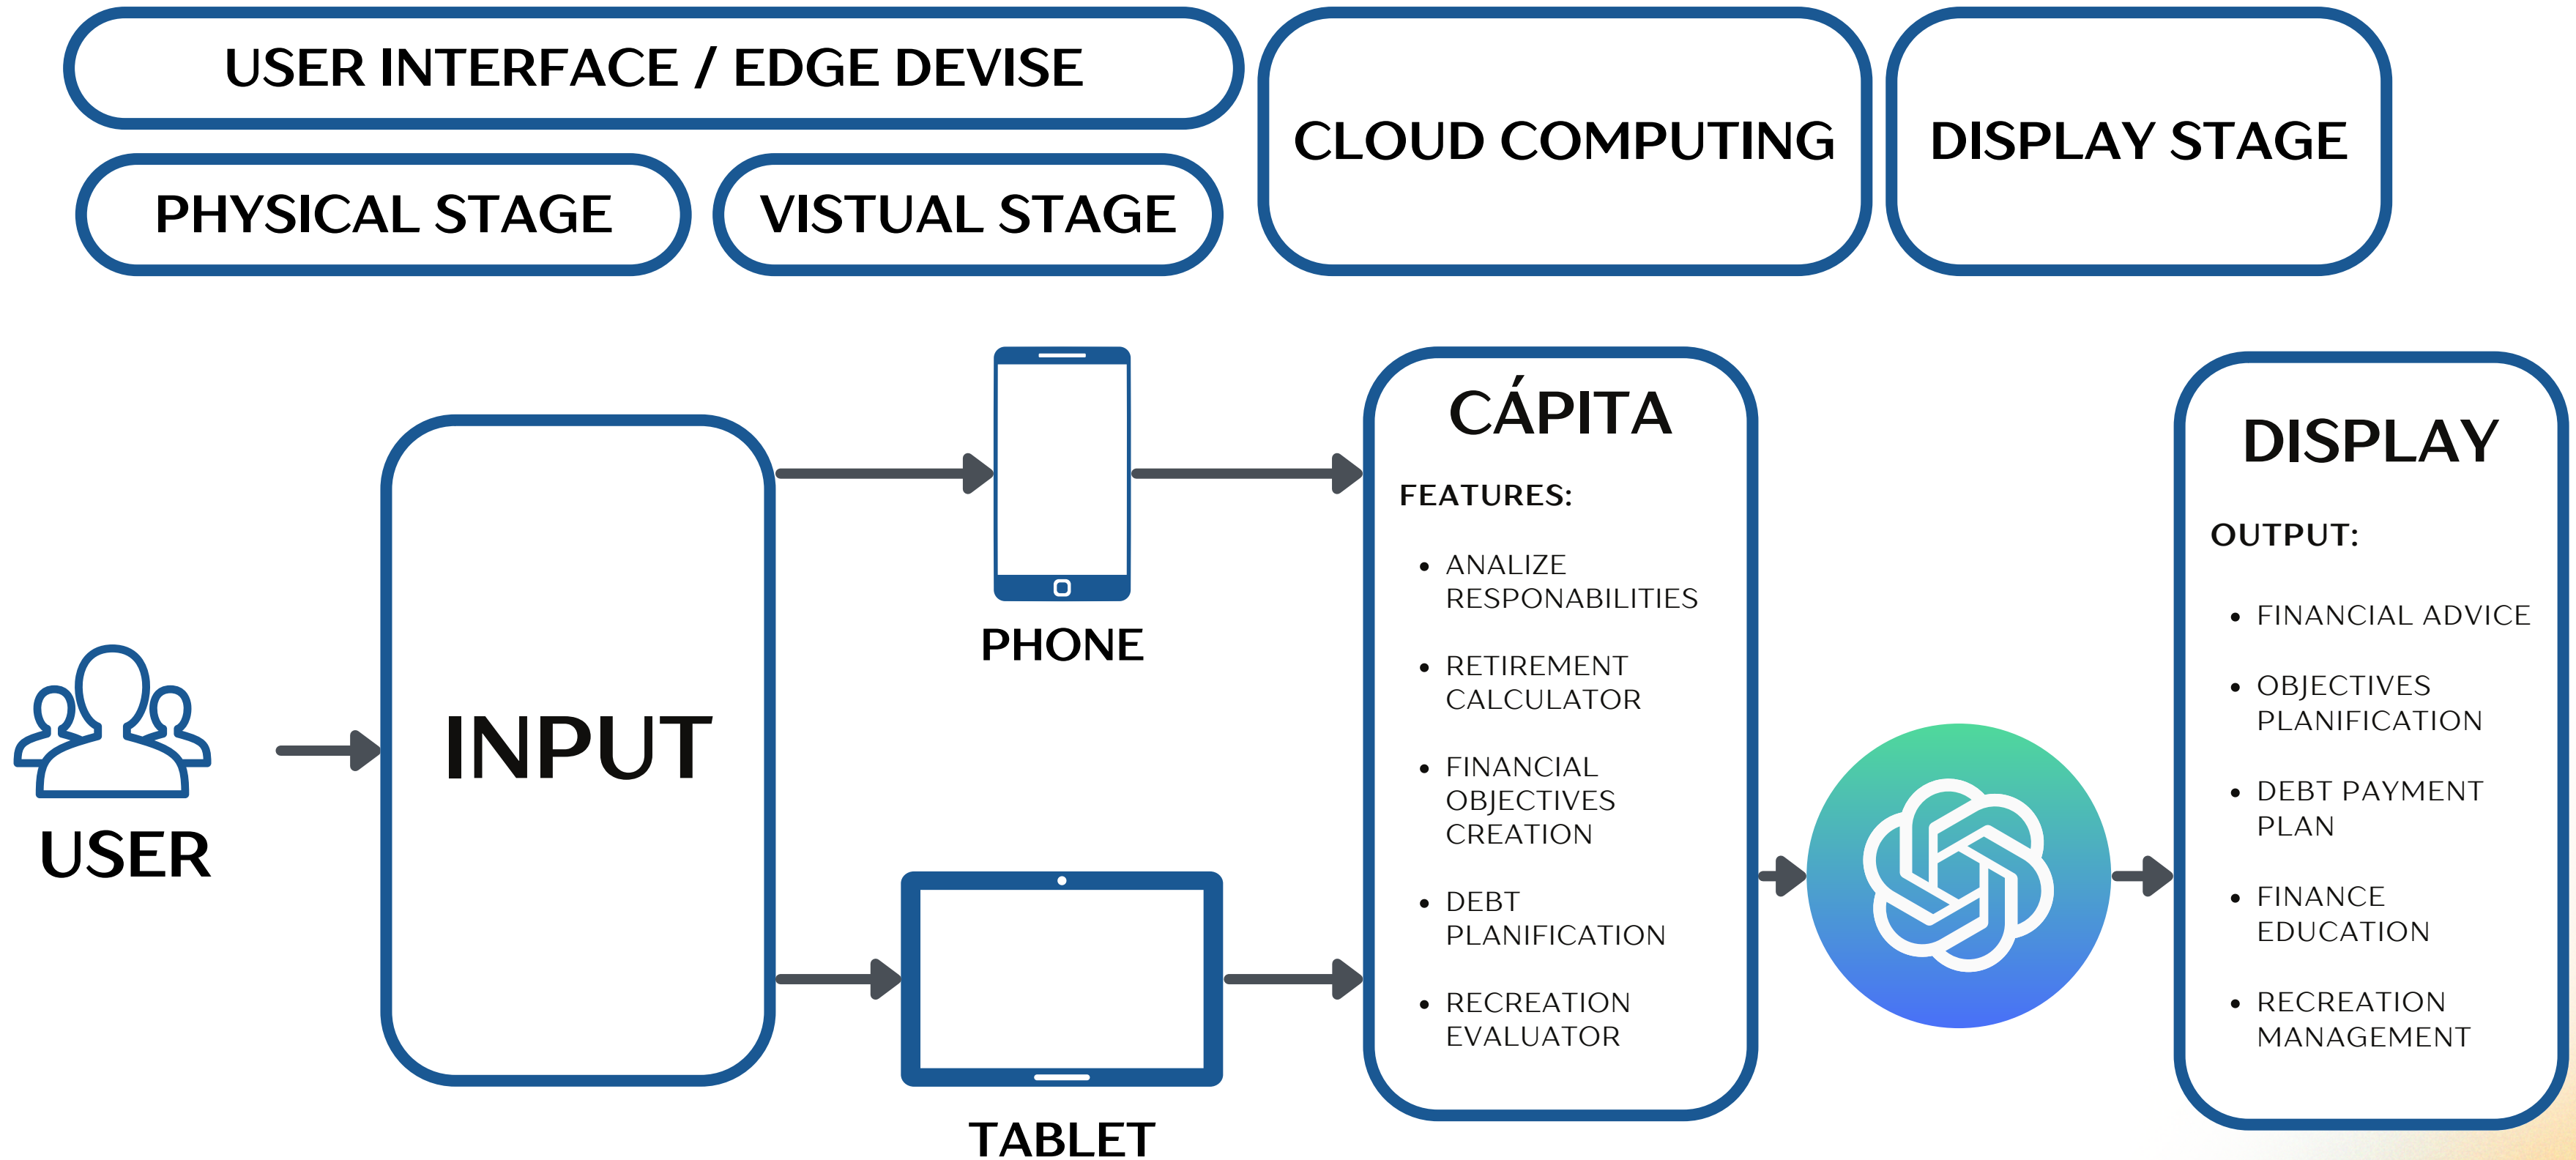 USER INTERFACE / EDGE DEVISE
PHYSICAL STAGE
VISTUAL STAGE
CLOUD COMPUTING
DISPLAY STAGE
USER
INPUT
PHONE
TABLET
CÁPITA
FEATURES:
• ANALIZE
RESPONABILITIES
• RETIREMENT
CALCULATOR
• FINANCIAL
OBJECTIVES
CREATION
• DEBT
PLANIFICATION
• RECREATION
EVALUATOR
DISPLAY
OUTPUT:
• FINANCIAL ADVICE
• OBJECTIVES
PLANIFICATION
• DEBT PAYMENT
PLAN
• FINANCE
EDUCATION
• RECREATION
MANAGEMENT